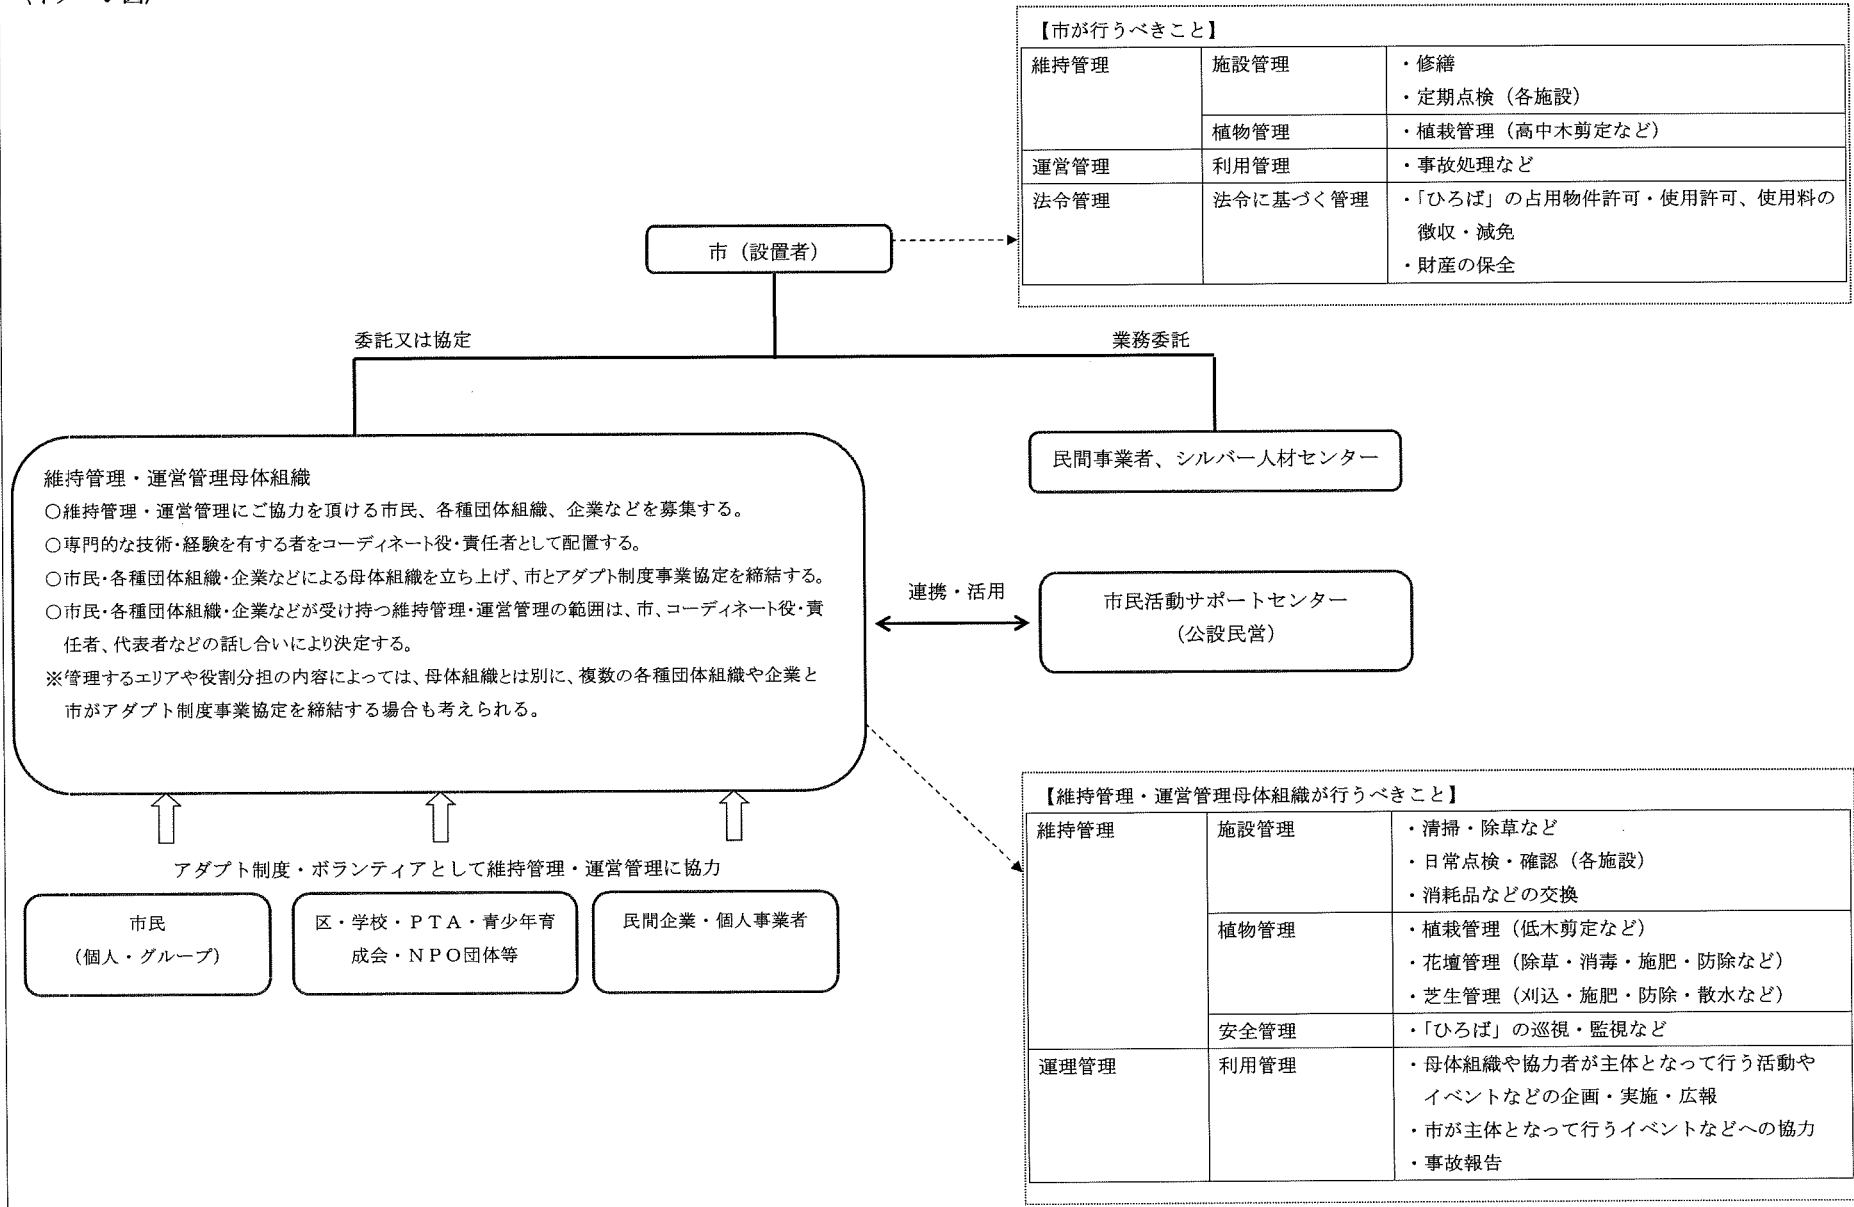 【市が行うべきこと】
維持管理 施設管理 ・修繕
・定期点検（各施設）
植物管理 ・植栽管理（高中木剪定など）
運営管理 利用管理 ・事故処理など
法令管理 法令に基づく管理 ・「ひろば」の占用物件許可・使用許可、使用料の
徴収・減免
・財産の保全
市（設置者）
委託又は協定
業務委託
維持管理・運営管理母体組織
○維持管理・運営管理にご協力を頂ける市民、各種団体組織、企業などを募集する。
○専門的な技術・経験を有する者をコーディネート役・責任者として配置する。
○市民・各種団体組織・企業などによる母体組織を立ち上げ、市とアダプト制度事業協定を締結する。
○市民・各種団体組織・企業などが受け持つ維持管理・運営管理の範囲は、市、コーディネート役・責
任者、代表者などの話し合いにより決定する。
※管理するエリアや役割分担の内容によっては、母体組織とは別に、複数の各種団体組織や企業と
市がアダプト制度事業協定を締結する場合も考えられる。
民間事業者、シルバー人材センター
連携・活用
市民活動サポートセンター
（公設民営）
アダプト制度・ボランティアとして維持管理・運営管理に協力
市民
（個人・グループ）
区・学校・ＰＴＡ・青少年育
成会・ＮＰＯ団体等
民間企業・個人事業者
【維持管理・運営管理母体組織が行うべきこと】
維持管理 施設管理 ・清掃・除草など
・日常点検・確認（各施設）
・消耗品などの交換
植物管理 ・植栽管理（低木剪定など）
・花壇管理（除草・消毒・施肥・防除など）
・芝生管理（刈込・施肥・防除・散水など）
安全管理 ・「ひろば」の巡視・監視など
運理管理 利用管理 ・母体組織や協力者が主体となって行う活動や
イベントなどの企画・実施・広報
・市が主体となって行うイベントなどへの協力
・事故報告